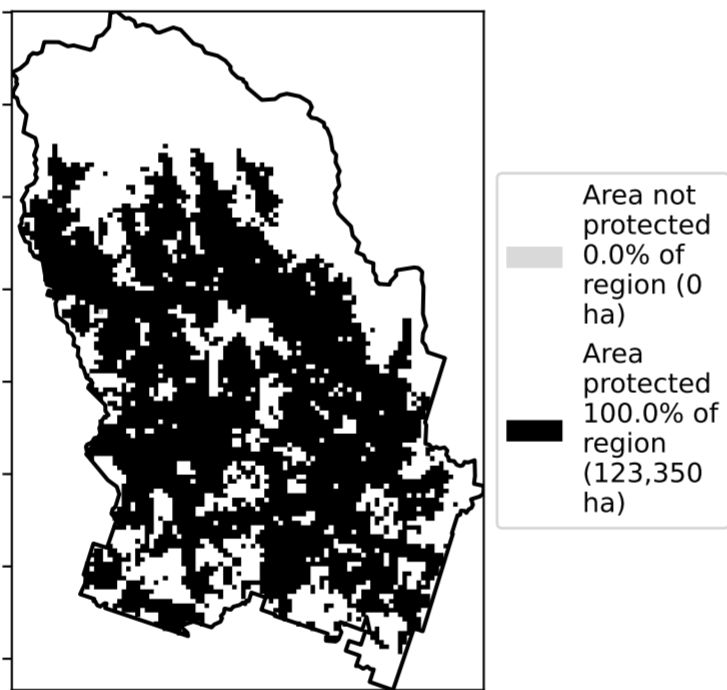 Area not
protected
0.0% of
region (0
ha)
Area
protected
100.0% of
region
(123,350
ha)